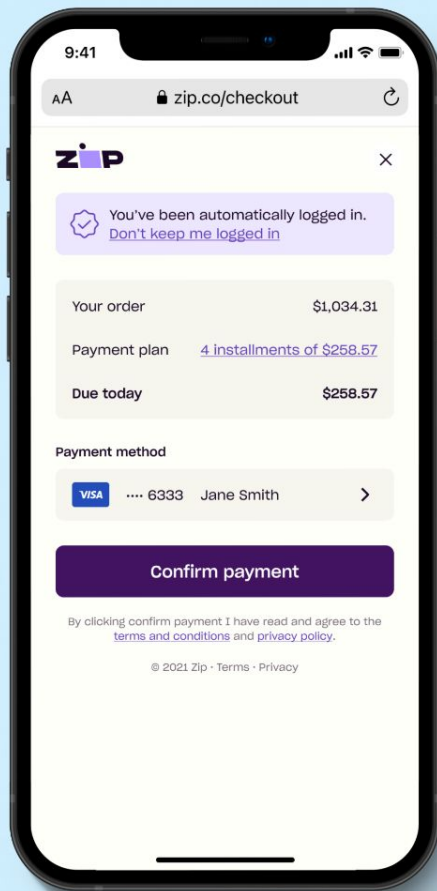 9:41
AA zip.co/checkout
zip
You've been automatically logged in.
Don't keep me logged in
Your order $1,034.31
Payment plan 4 installments of $258.57
Due today $258.57
Payment method
VISA ···· 6333 Jane Smith
Confirm payment
By clicking confirm payment I have read and agree to the
terms and conditions and privacy policy.
© 2021 Zip · Terms · Privacy